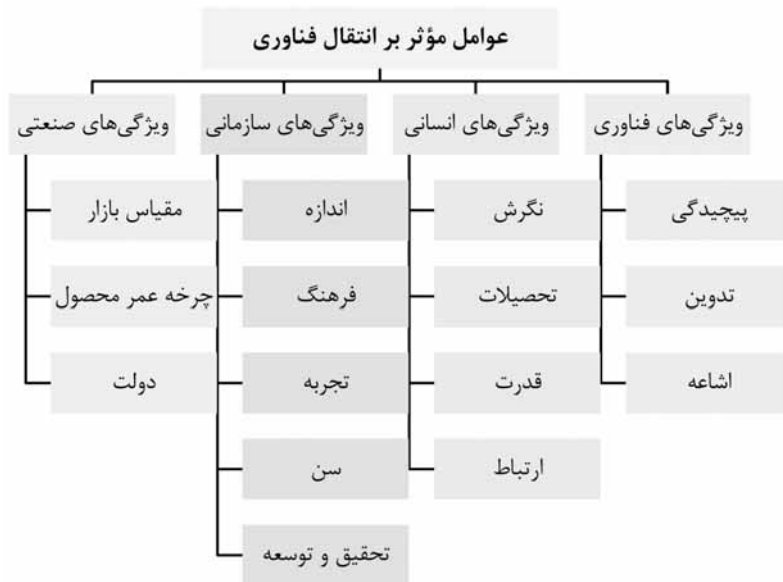 عوامل مؤثر بر انتقال فناوری
ویژگی‌های فناوری
پیچیدگی
تدوین
اشاعه
ویژگی‌های انسانی
نگرش
تحصیلات
قدرت
ارتباط
ویژگی‌های سازمانی
اندازه
فرهنگ
تجربه
سن
تحقیق و توسعه
ویژگی‌های صنعتی
مقیاس بازار
چرخه عمر محصول
دولت